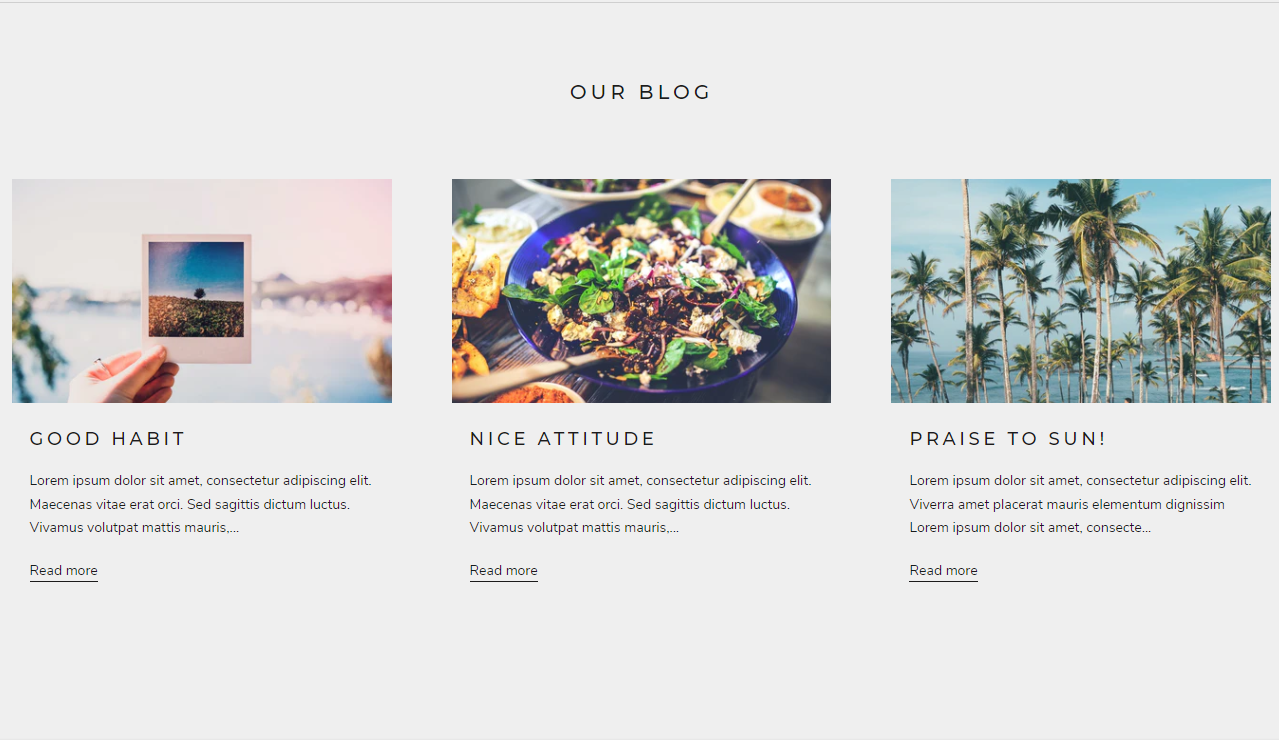 OUR BLOG
GOOD HABIT
Lorem ipsum dolor sit amet, consectetur adipiscing elit.
Maecenas vitae erat orci. Sed sagittis dictum luctus.
Vivamus volutpat mattis mauris,...
Read more
NICE ATTITUDE
Lorem ipsum dolor sit amet, consectetur adipiscing elit.
Maecenas vitae erat orci. Sed sagittis dictum luctus.
Vivamus volutpat mattis mauris,...
Read more
PRAISE TO SUN!
Lorem ipsum dolor sit amet, consectetur adipiscing elit.
Viverra amet placerat mauris elementum dignissim
Lorem ipsum dolor sit amet, consecte...
Read more